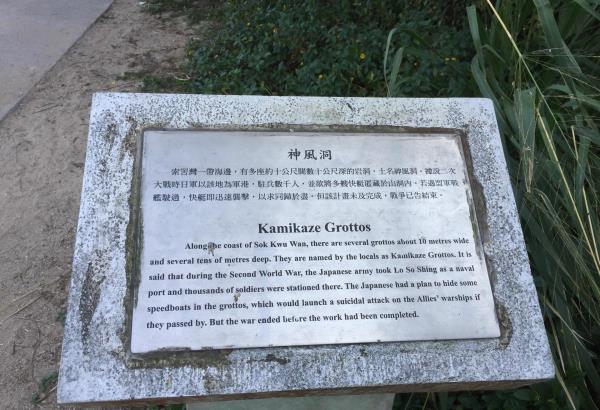 神風洞
索罟灣一帶海邊，有多座約十公尺闊數十公尺深的岩洞，土名神風洞，據說二次
大戰時日軍以該地為軍港，駐兵數千人，並欲將多艘快艇匿藏於山洞內，若遇盟軍戰
艦駛過，快艇即迅速襲擊，以求同歸於盡，但該計畫未及完成，戰爭已告結束。
Kamikaze Grottos
Along the coast of Sok Kwu Wan, there are several grottos about 10 metres wide
and several tens of metres deep. They are named by the locals as Kamikaze Grottos. It is
said that during the Second World War, the Japanese army took Lo So Shing as a naval
port and thousands of soldiers were stationed there. The Japanese had a plan to hide some
speedboats in the grottos, which would launch a suicidal attack on the Allies' warships if
they passed by. But the war ended before the work had been completed.